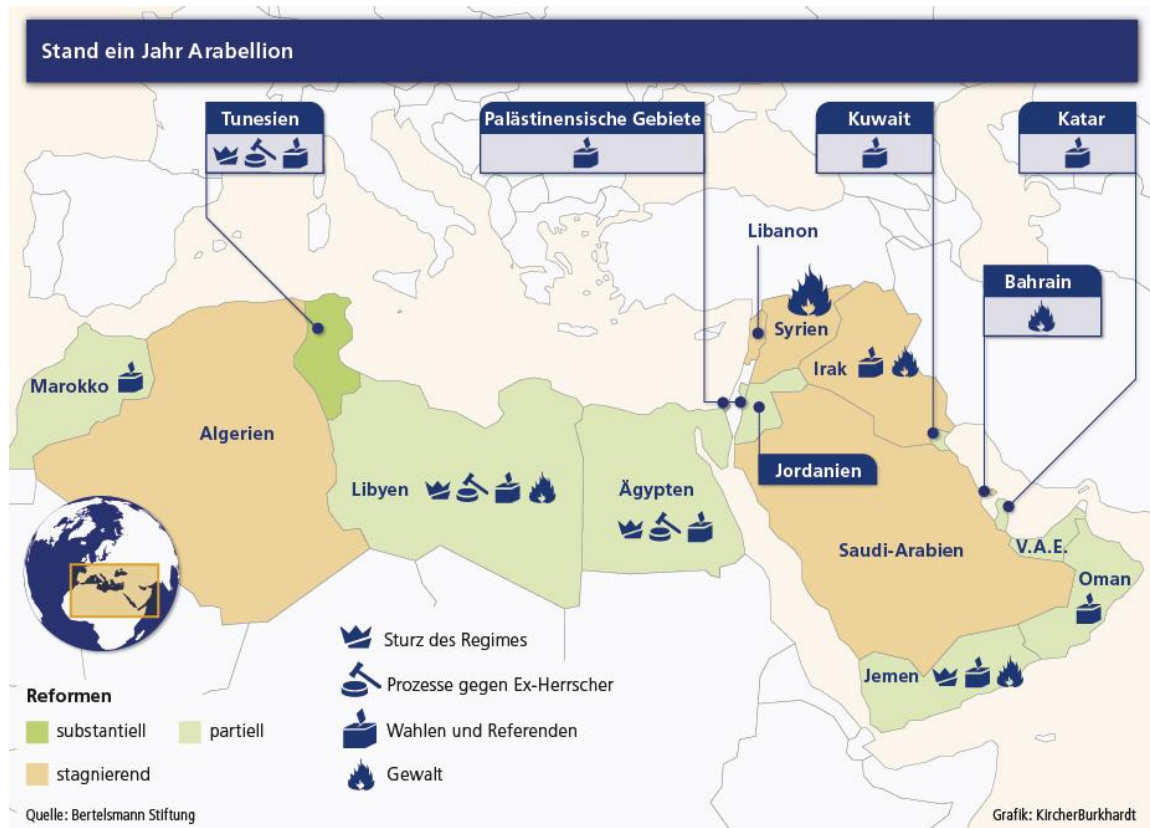 Stand ein Jahr Arabellion
Tunesien
Palästinensische Gebiete
Kuwait
Katar
Libanon
Bahrain
Syrien
Irak
Marokko
Algerien
Jordanien
Libyen
Ägypten
Saudi-Arabien
V.A.E.
Oman
Jemen
Sturz des Regimes
Prozesse gegen Ex-Herrscher
Wahlen und Referenden
Gewalt
Reformen
substantiell
partiell
stagnierend
Quelle: Bertelsmann Stiftung
Grafik: KircherBurkhardt